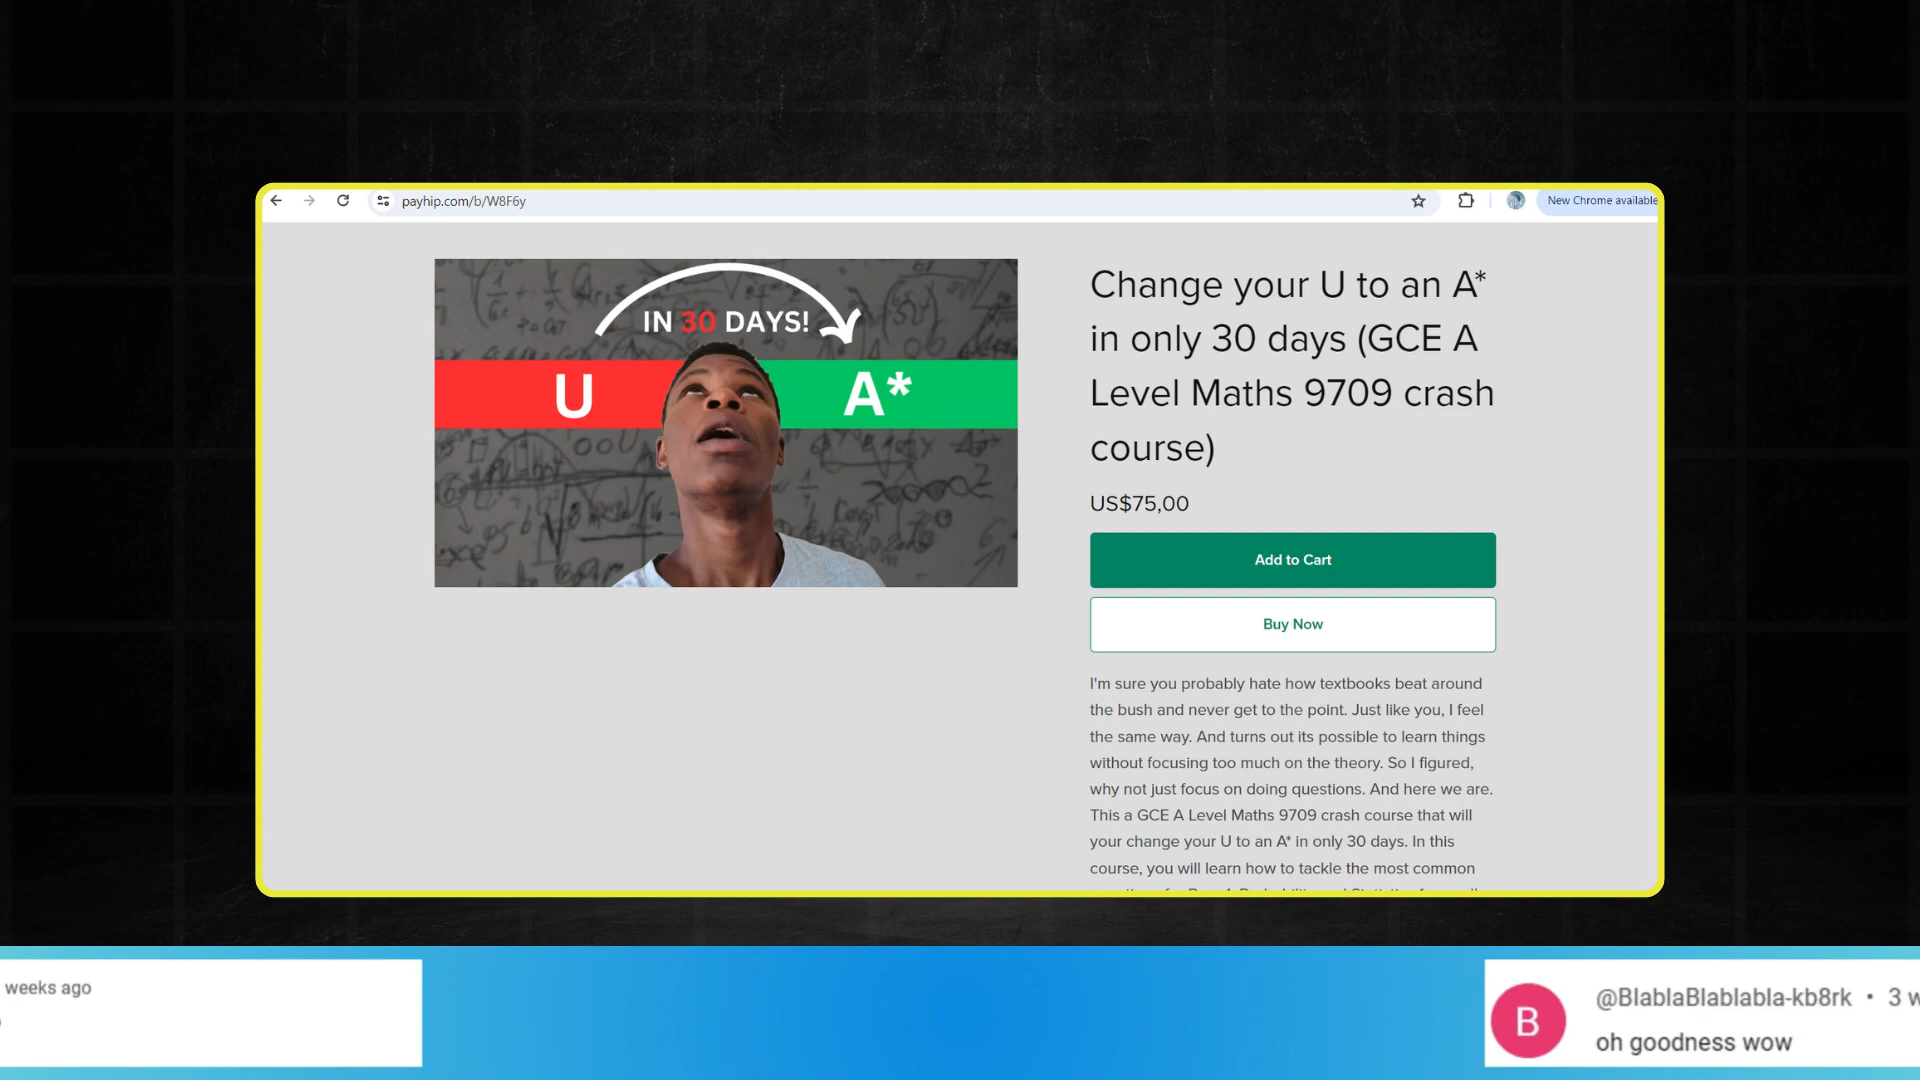 payhip.com/b/W8F6y
New Chrome available
IN 30 DAYS!
U
A*
Change your U to an A*
in only 30 days (GCE A
Level Maths 9709 crash
course)
US$75,00
Add to Cart
Buy Now
I'm sure you probably hate how textbooks beat around
the bush and never get to the point. Just like you, I feel
the same way. And turns out its possible to learn things
without focusing too much on the theory. So I figured,
why not just focus on doing questions. And here we are.
This a GCE A Level Maths 9709 crash course that will
your change your U to an A* in only 30 days. In this
course, you will learn how to tackle the most common
weeks ago
B
@BlablaBlablabla-kb8rk • 3 w
oh goodness wow